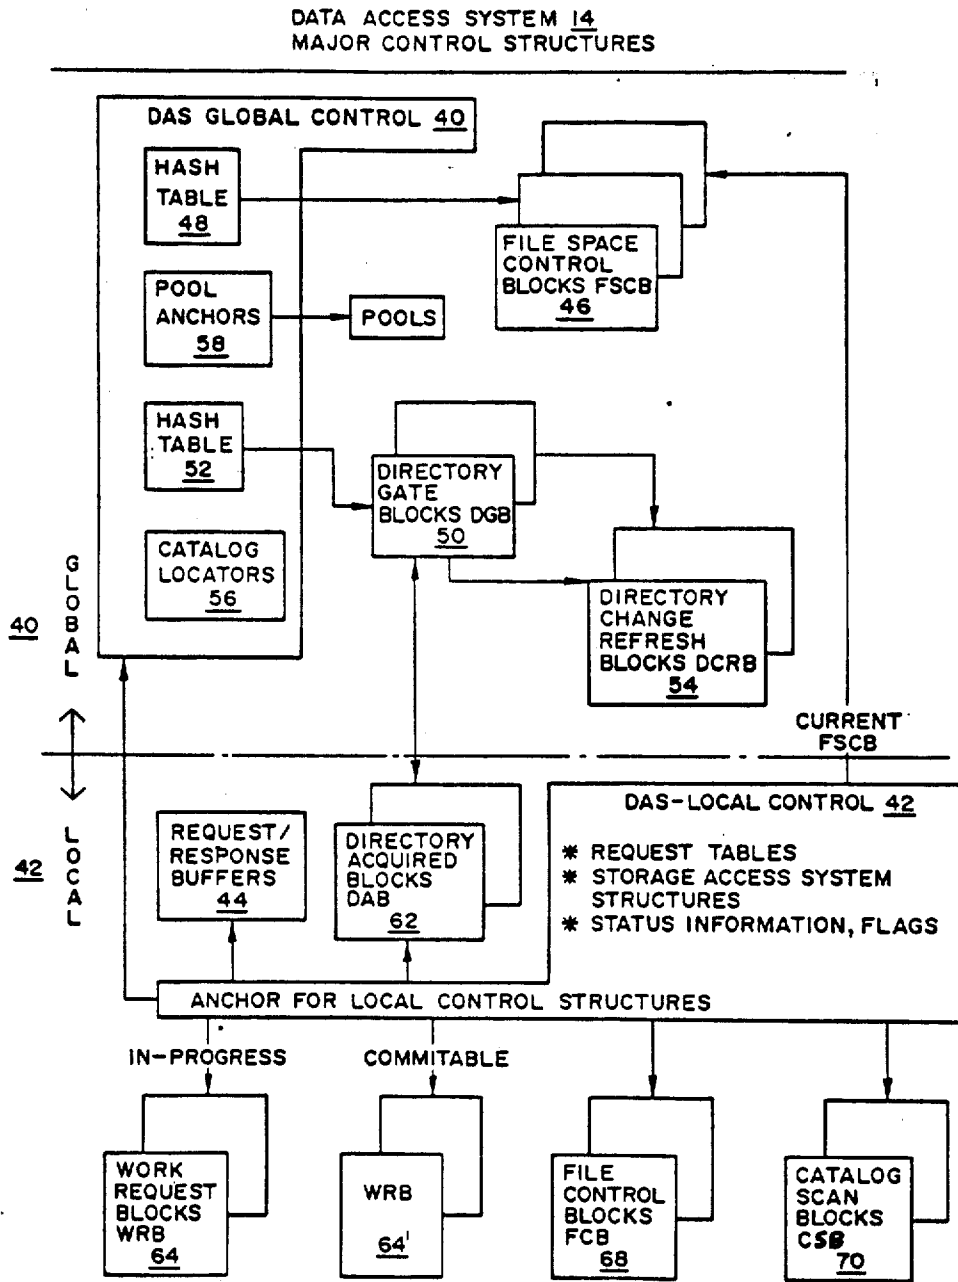 DATA ACCESS SYSTEM 14
MAJOR CONTROL STRUCTURES
DAS GLOBAL CONTROL 40
HASH
TABLE
48
FILE SPACE
CONTROL
BLOCKS FSCB
46
POOL
ANCHORS
58
POOLS
HASH
TABLE
52
DIRECTORY
GATE
BLOCKS DGB
50
CATALOG
LOCATORS
56
DIRECTORY
CHANGE
REFRESH
BLOCKS DCRB
54
40
GLOBAL
CURRENT
FSCB
42
LOCAL
REQUEST/
RESPONSE
BUFFERS
44
DIRECTORY
ACQUIRED
BLOCKS
DAB
62
DAS-LOCAL CONTROL 42
* REQUEST TABLES
* STORAGE ACCESS SYSTEM
STRUCTURES
* STATUS INFORMATION, FLAGS
ANCHOR FOR LOCAL CONTROL STRUCTURES
IN-PROGRESS
COMMITABLE
WORK
REQUEST
BLOCKS
WRB
64
WRB
64'
FILE
CONTROL
BLOCKS
FCB
68
CATALOG
SCAN
BLOCKS
CSB
70